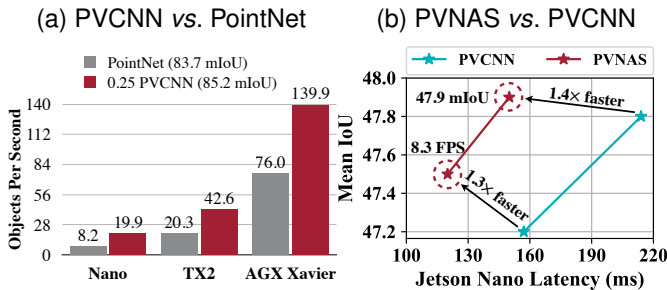 (a) PVCNN vs. PointNet
PointNet (83.7 mIoU)
0.25 PVCNN (85.2 mIoU)
Objects Per Second
140
112
84
56
28
0
8.2
19.9
20.3
42.6
76.0
139.9
Nano
TX2
AGX Xavier
(b) PVNAS vs. PVCNN
PVCNN
PVNAS
Mean IoU
48.0
47.8
47.6
47.4
47.2
47.9 mIoU
1.4× faster
8.3 FPS
1.3× faster
100
130
160
190
220
Jetson Nano Latency (ms)